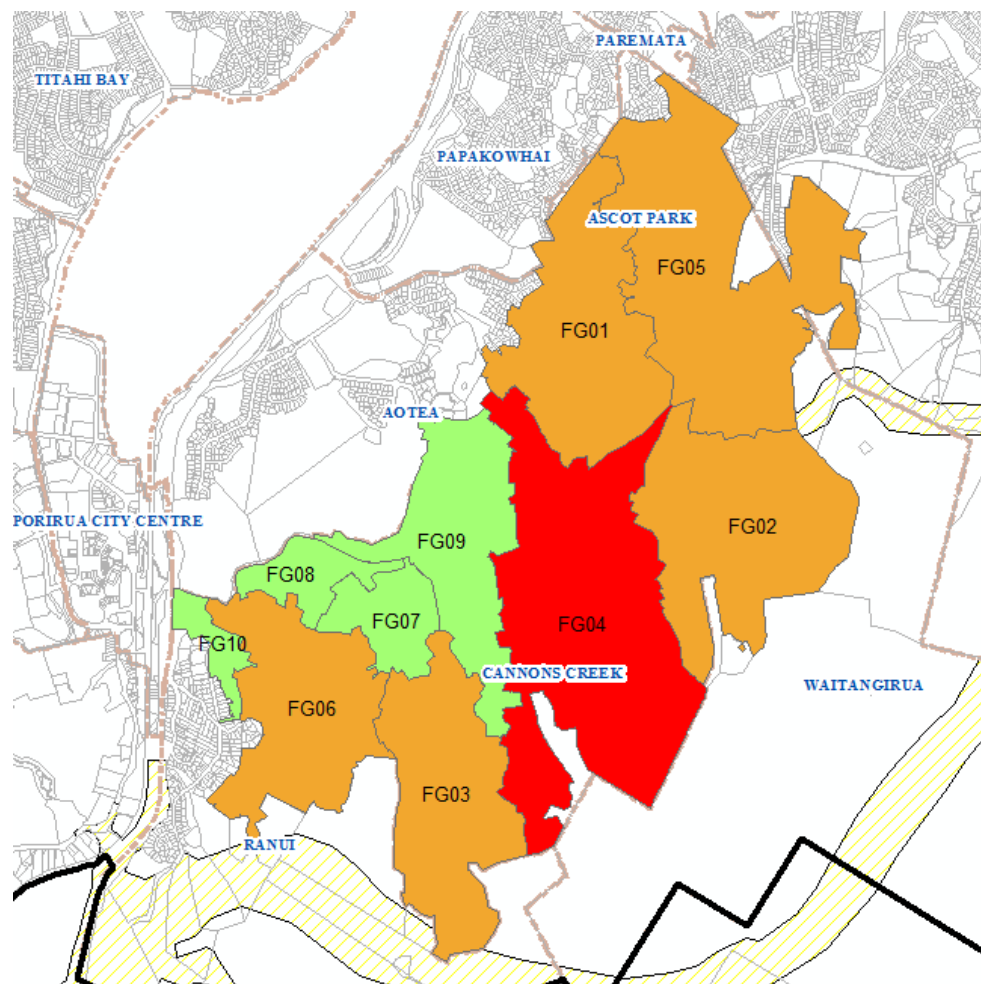 PAREMATA
TITAHI BAY
PAPAKOWHAI
ASCOT PARK
FG05
FG01
AOTEA
PORIRUA CITY CENTRE
FG02
FG09
FG08
FG07
FG04
FG10
CANNONS CREEK
WAITANGIRUA
FG06
FG03
RANUI